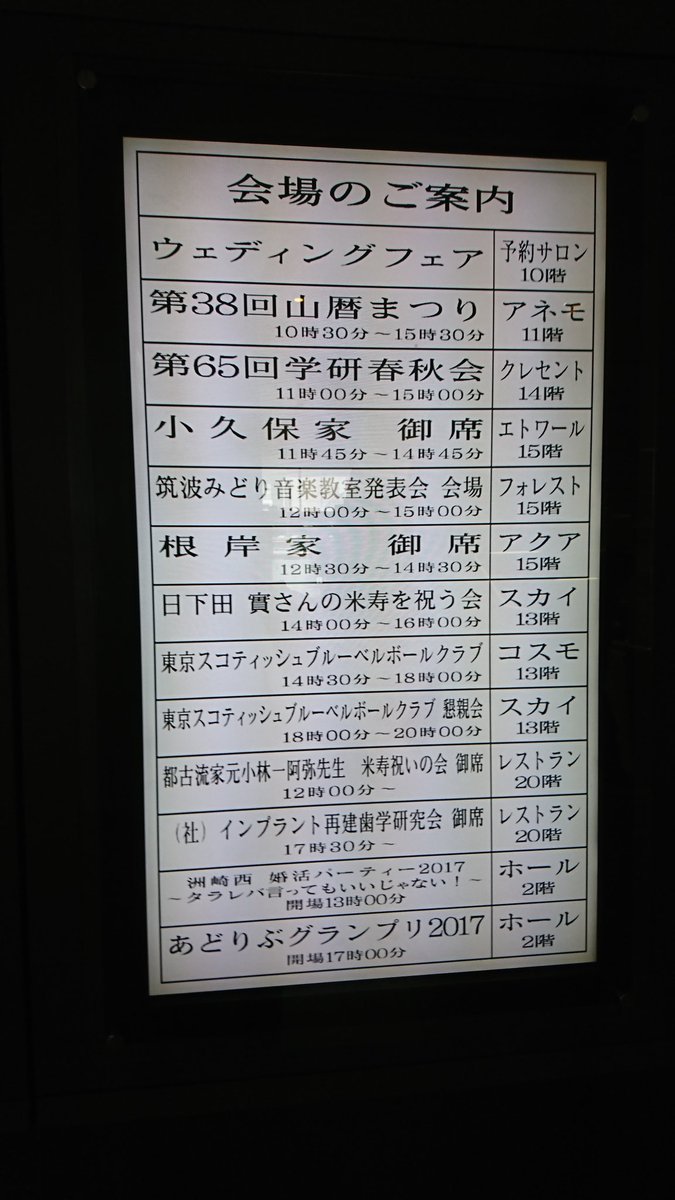 会場のご案内
ウェディングフェア
予約サロン
10階
第38回山暦まつり
10時30分～15時30分
アネモ
11階
第65回学研春秋会
11時00分～15時00分
クレセント
14階
小久保家 御席
11時45分～14時45分
エトワール
15階
筑波みどり音楽教室発表会 会場
12時00分～15時00分
フォレスト
15階
根岸家 御席
12時30分～14時30分
アクア
15階
日下田 實さんの米寿を祝う会
14時00分～16時00分
スカイ
13階
東京スコティッシュブルーベルボールクラブ
14時30分～18時00分
コスモ
13階
東京スコティッシュブルーベルボールクラブ 懇親会
18時00分～20時00分
スカイ
13階
都古流家元小林一阿弥先生 米寿祝いの会 御席
12時00分～
レストラン
20階
（社）インプラント再建歯学研究会 御席
17時30分～
レストラン
20階
洲崎西 婚活パーティー2017
～タラレバ言ってもいいじゃない！～
開場13時00分
ホール
2階
あどりぶグランプリ2017
開場17時00分
ホール
2階